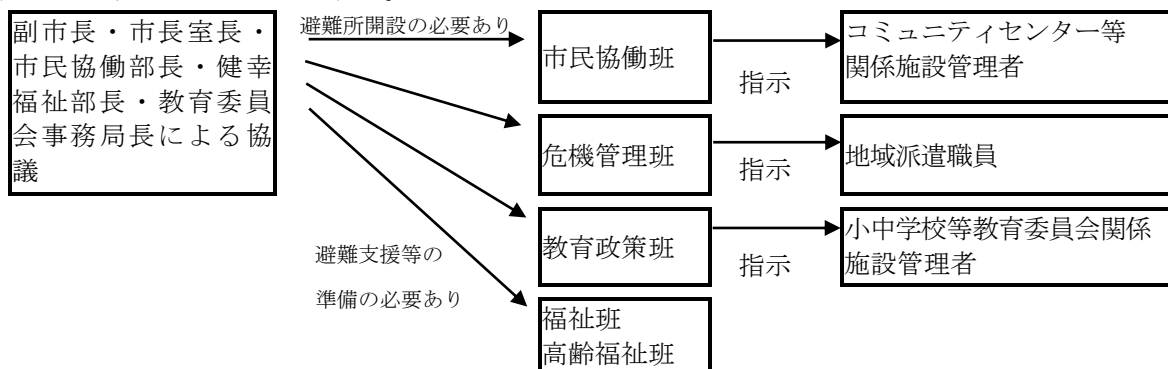 副市長・市長室長・
市民協働部長・健幸
福祉部長・教育委員
会事務局長による協
議
避難所開設の必要あり
市民協働班
指示
コミュニティセンター等
関係施設管理者
危機管理班
指示
地域派遣職員
教育政策班
指示
小中学校等教育委員会関係
施設管理者
避難支援等の
準備の必要あり
福祉班
高齢福祉班